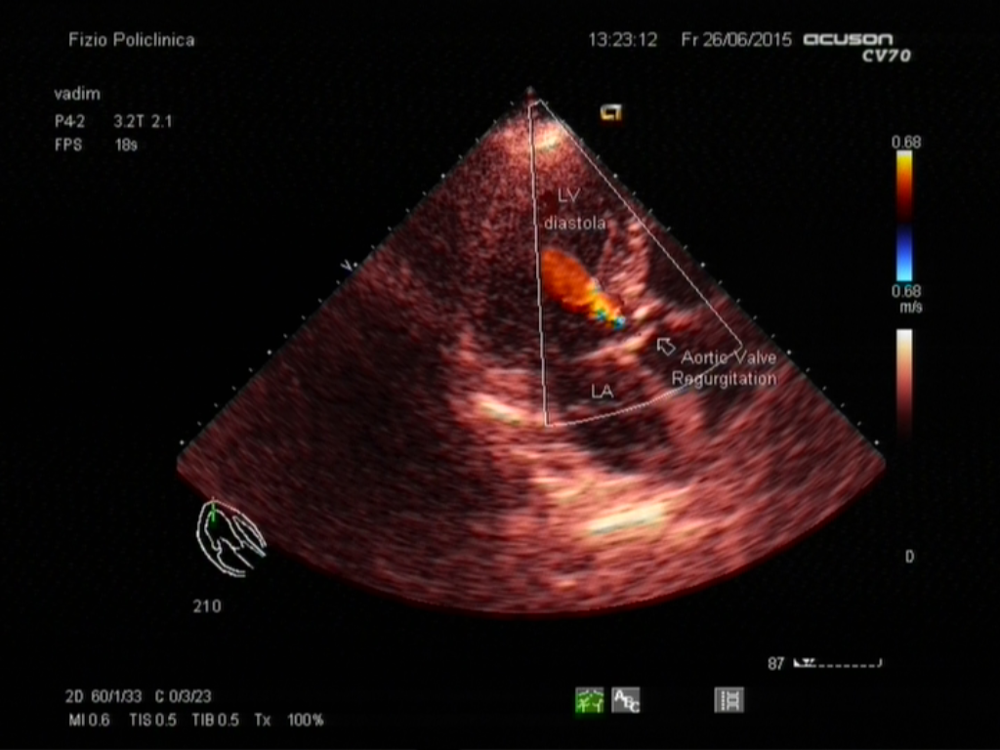 Fizio Policlinica
13:23:12 Fr 26/06/2015 acuson
CV70
vadim
P4-2 3.2T 2.1
FPS 18s
0.68
LV
diastola
V
0.68
m/s
Aortic Valve
Regurgitation
LA
D
210
87
2D 60/1/33 C 0/3/23
MI 0.6 TIS 0.5 TIB 0.5 Tx 100%
ABC